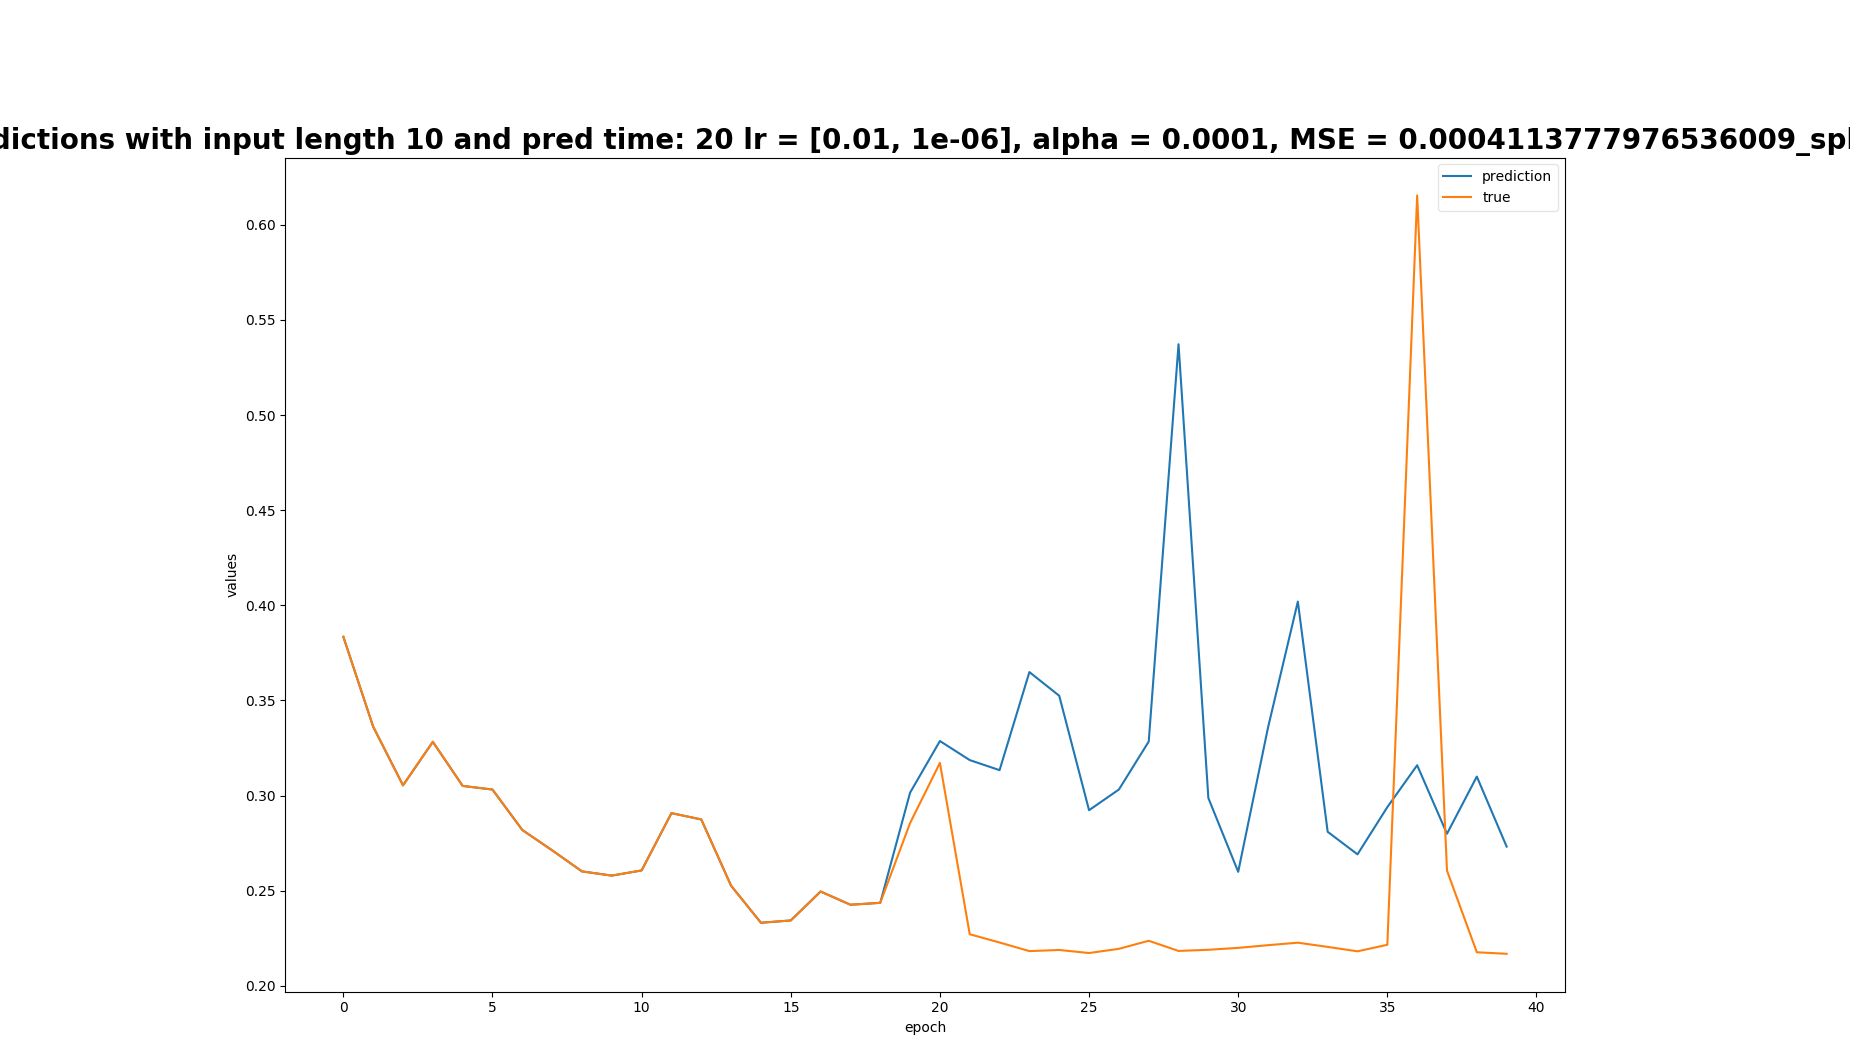 dictions with input length 10 and pred time: 20 lr = [0.01, 1e-06], alpha = 0.0001, MSE = 0.0004113777976536009_spl
prediction
true
0.60
0.55
0.50
0.45
0.40
0.35
0.30
0.25
0.20
values
0 5 10 15 20 25 30 35 40
epoch